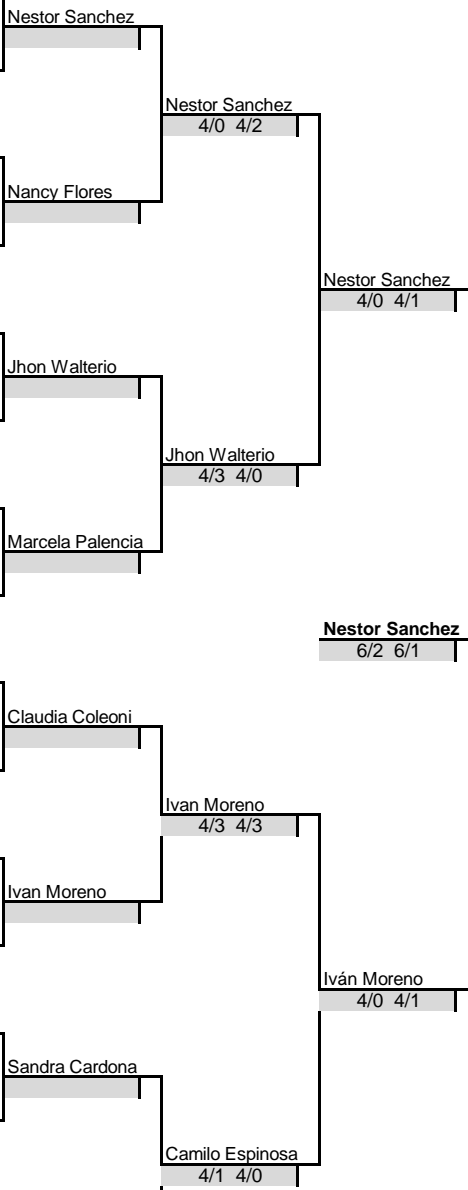 Nestor Sanchez
Nestor Sanchez
4/0 4/2
Nancy Flores
Nestor Sanchez
4/0 4/1
Jhon Walterio
Jhon Walterio
4/3 4/0
Marcela Palencia
Nestor Sanchez
6/2 6/1
Claudia Coleoni
Ivan Moreno
4/3 4/3
Ivan Moreno
Iván Moreno
4/0 4/1
Sandra Cardona
Camilo Espinosa
4/1 4/0